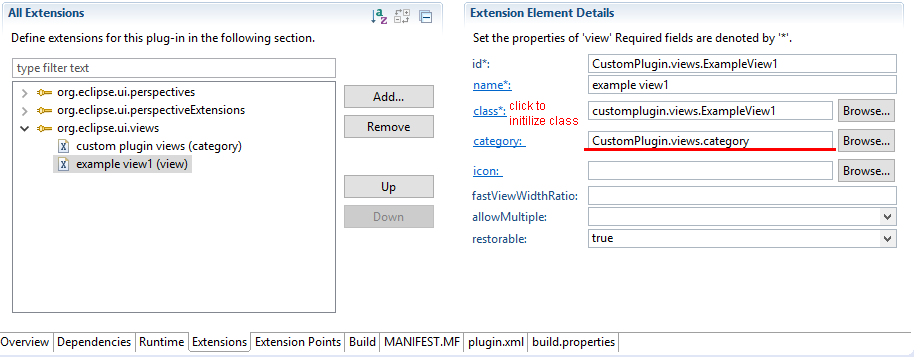 All Extensions
Define extensions for this plug-in in the following section.
type filter text
org.eclipse.ui.perspectives
org.eclipse.ui.perspectiveExtensions
org.eclipse.ui.views
custom plugin views (category)
example view1 (view)
Add...
Remove
Up
Down
Extension Element Details
Set the properties of 'view' Required fields are denoted by '*'.
id*: CustomPlugin.views.ExampleView1
name*: example view1
class*: click to initilize class customplugin.views.ExampleView1 Browse...
category: CustomPlugin.views.category Browse...
icon: Browse...
fastViewWidthRatio:
allowMultiple:
restorable: true
Overview Dependencies Runtime Extensions Extension Points Build MANIFEST.MF plugin.xml build.properties